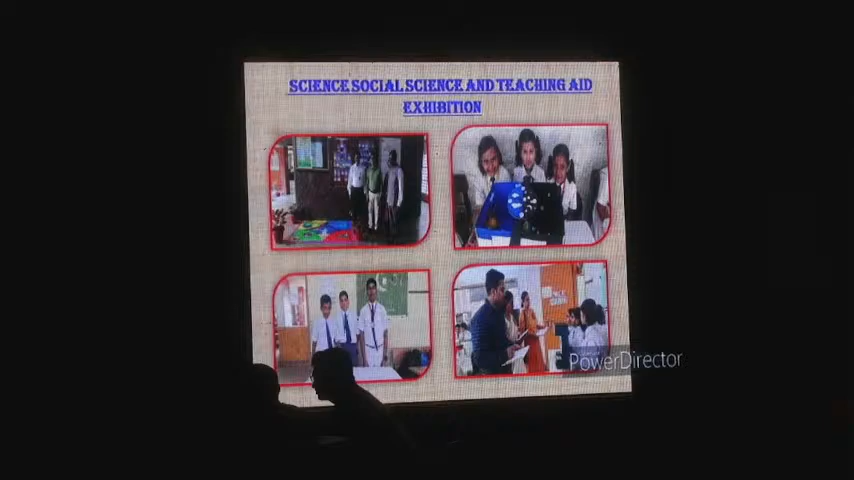 SCIENCE SOCIAL SCIENCE AND TEACHING AID
EXHIBITION
PowerDirector